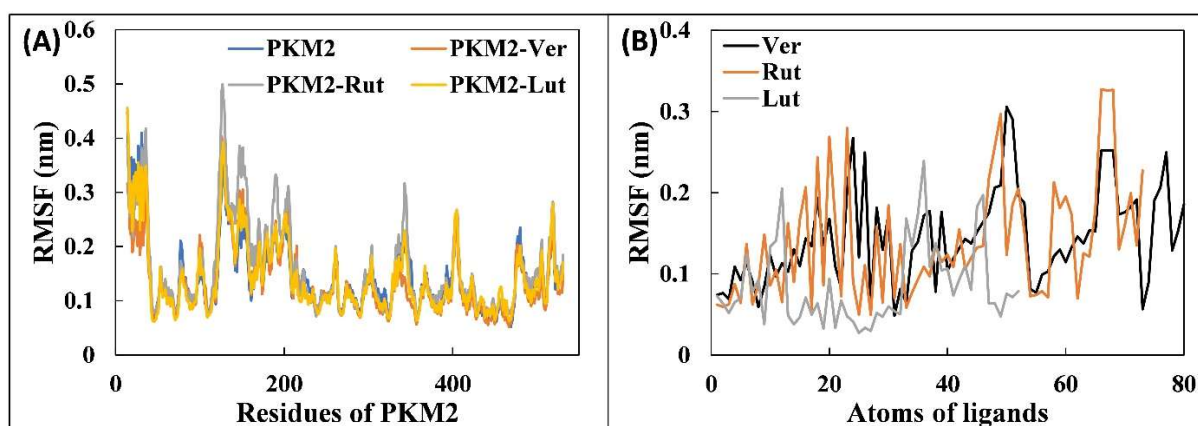 (A)
PKM2 PKM2-Ver
PKM2-Rut PKM2-Lut
RMSF (nm)
0.6
0.5
0.4
0.3
0.2
0.1
0
0 200 400
Residues of PKM2
(B)
Ver
Rut
Lut
RMSF (nm)
0.4
0.3
0.2
0.1
0
0 20 40 60 80
Atoms of ligands